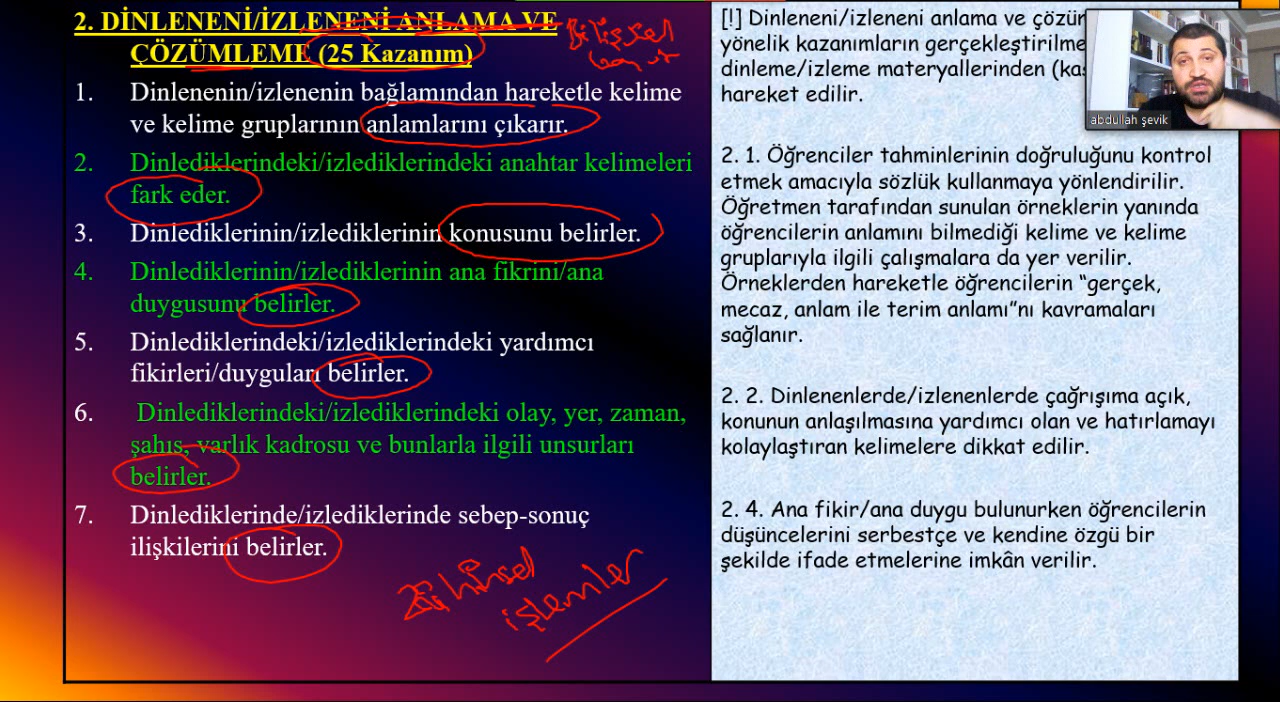 2. DİNLENENİ/İZLENENİ ANLAMA VE
ÇÖZÜMLEME (25 Kazanım)
Bilişsel
boyut
1. Dinlenenin/izlenenin bağlamından hareketle kelime
ve kelime gruplarının anlamlarını çıkarır.
2. Dinlediklerindeki/izlediklerindeki anahtar kelimeleri
fark eder.
3. Dinlediklerinin/izlediklerinin konusunu belirler.
4. Dinlediklerinin/izlediklerinin ana fikrini/ana
duygusunu belirler.
5. Dinlediklerindeki/izlediklerindeki yardımcı
fikirleri/duyguları belirler.
6. Dinlediklerindeki/izlediklerindeki olay, yer, zaman,
şahıs, varlık kadrosu ve bunlarla ilgili unsurları
belirler.
7. Dinlediklerinde/izlediklerinde sebep-sonuç
ilişkilerini belirler.
Zihinsel
işlemler
[!] Dinleneni/izleneni anlama ve
yönelik kazanımların
dinleme/izleme materyallerinden
hareket edilir.
abdullah şevik
2. 1. Öğrenciler tahminlerinin doğruluğunu kontrol
etmek amacıyla sözlük kullanmaya yönlendirilir.
Öğretmen tarafından sunulan örneklerin yanında
öğrencilerin anlamını bilmediği kelime ve kelime
gruplarıyla ilgili çalışmalara da yer verilir.
Örneklerden hareketle öğrencilerin “gerçek,
mecaz, anlam ile terim anlamı”nı kavramaları
sağlanır.
2. 2. Dinlenenlerde/izlenenlerde çağrışıma açık,
konunun anlaşılmasına yardımcı olan ve hatırlamayı
kolaylaştıran kelimelere dikkat edilir.
2. 4. Ana fikir/ana duygu bulunurken öğrencilerin
düşüncelerini serbestçe ve kendine özgü bir
şekilde ifade etmelerine imkân verilir.